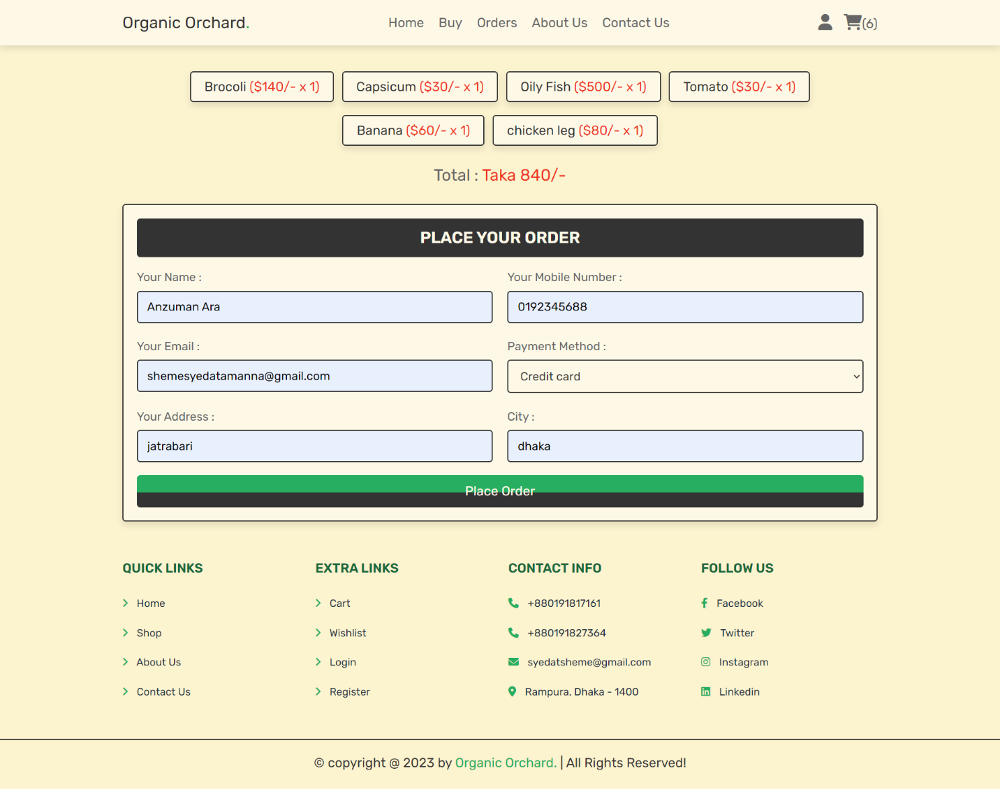 Organic Orchard. Home Buy Orders About Us Contact Us (6)
Brocoli ($140/- x 1) Capsicum ($30/- x 1) Oily Fish ($500/- x 1) Tomato ($30/- x 1)
Banana ($60/- x 1) chicken leg ($80/- x 1)
Total : Taka 840/-
PLACE YOUR ORDER
Your Name : Your Mobile Number :
Anzuman Ara 0192345688
Your Email : Payment Method :
shemesyedatamanna@gmail.com Credit card
Your Address : City :
jatrabari dhaka
Place Order
QUICK LINKS EXTRA LINKS CONTACT INFO FOLLOW US
Home Cart +880191817161 Facebook
Shop Wishlist +880191827364 Twitter
About Us Login syedatsheme@gmail.com Instagram
Contact Us Register Rampura, Dhaka - 1400 Linkedin
© copyright @ 2023 by Organic Orchard. | All Rights Reserved!